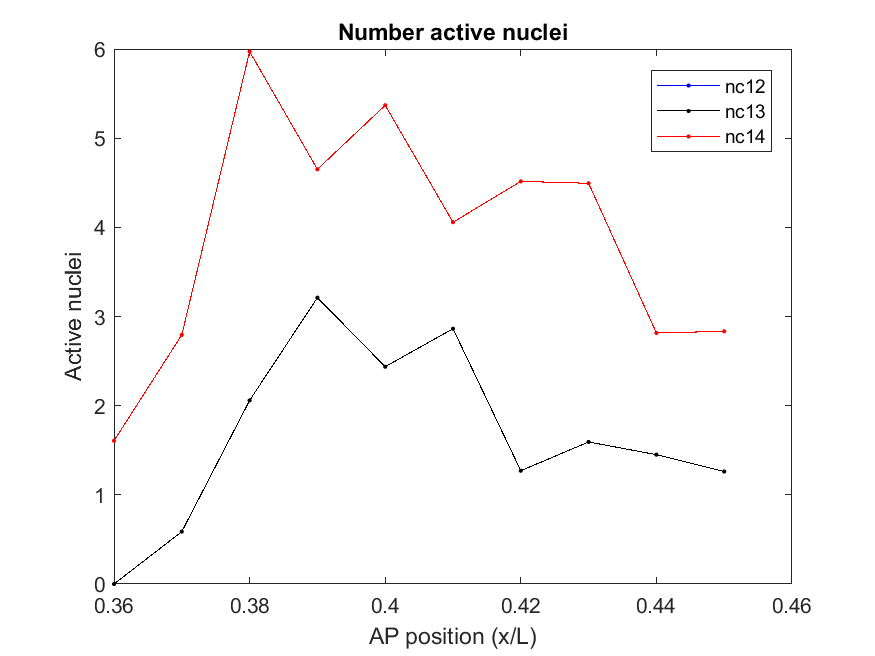 Number active nuclei
6
5
4
3
2
1
0
Active nuclei
nc12
nc13
nc14
0.36
0.38
0.4
0.42
0.44
0.46
AP position (x/L)